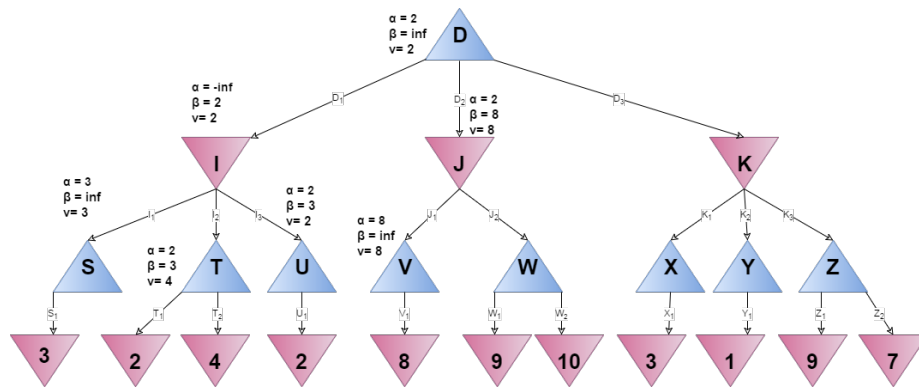 α = 2
β = inf
v= 2
D
α = -inf
β = 2
v= 2
D₁
D₂
D₃
α = 2
β = 8
v= 8
I
J
K
α = 3
β = inf
v= 3
α = 2
β = 3
v= 2
I₁
I₂
I₃
J₁
J₂
K₁
K₂
K₃
α = 8
β = inf
v= 8
α = 2
β = 3
v= 4
S
T
U
V
W
X
Y
Z
S₁
T₁
T₂
U₁
V₁
W₁
W₂
X₁
Y₁
Z₁
Z₂
3
2
4
2
8
9
10
3
1
9
7